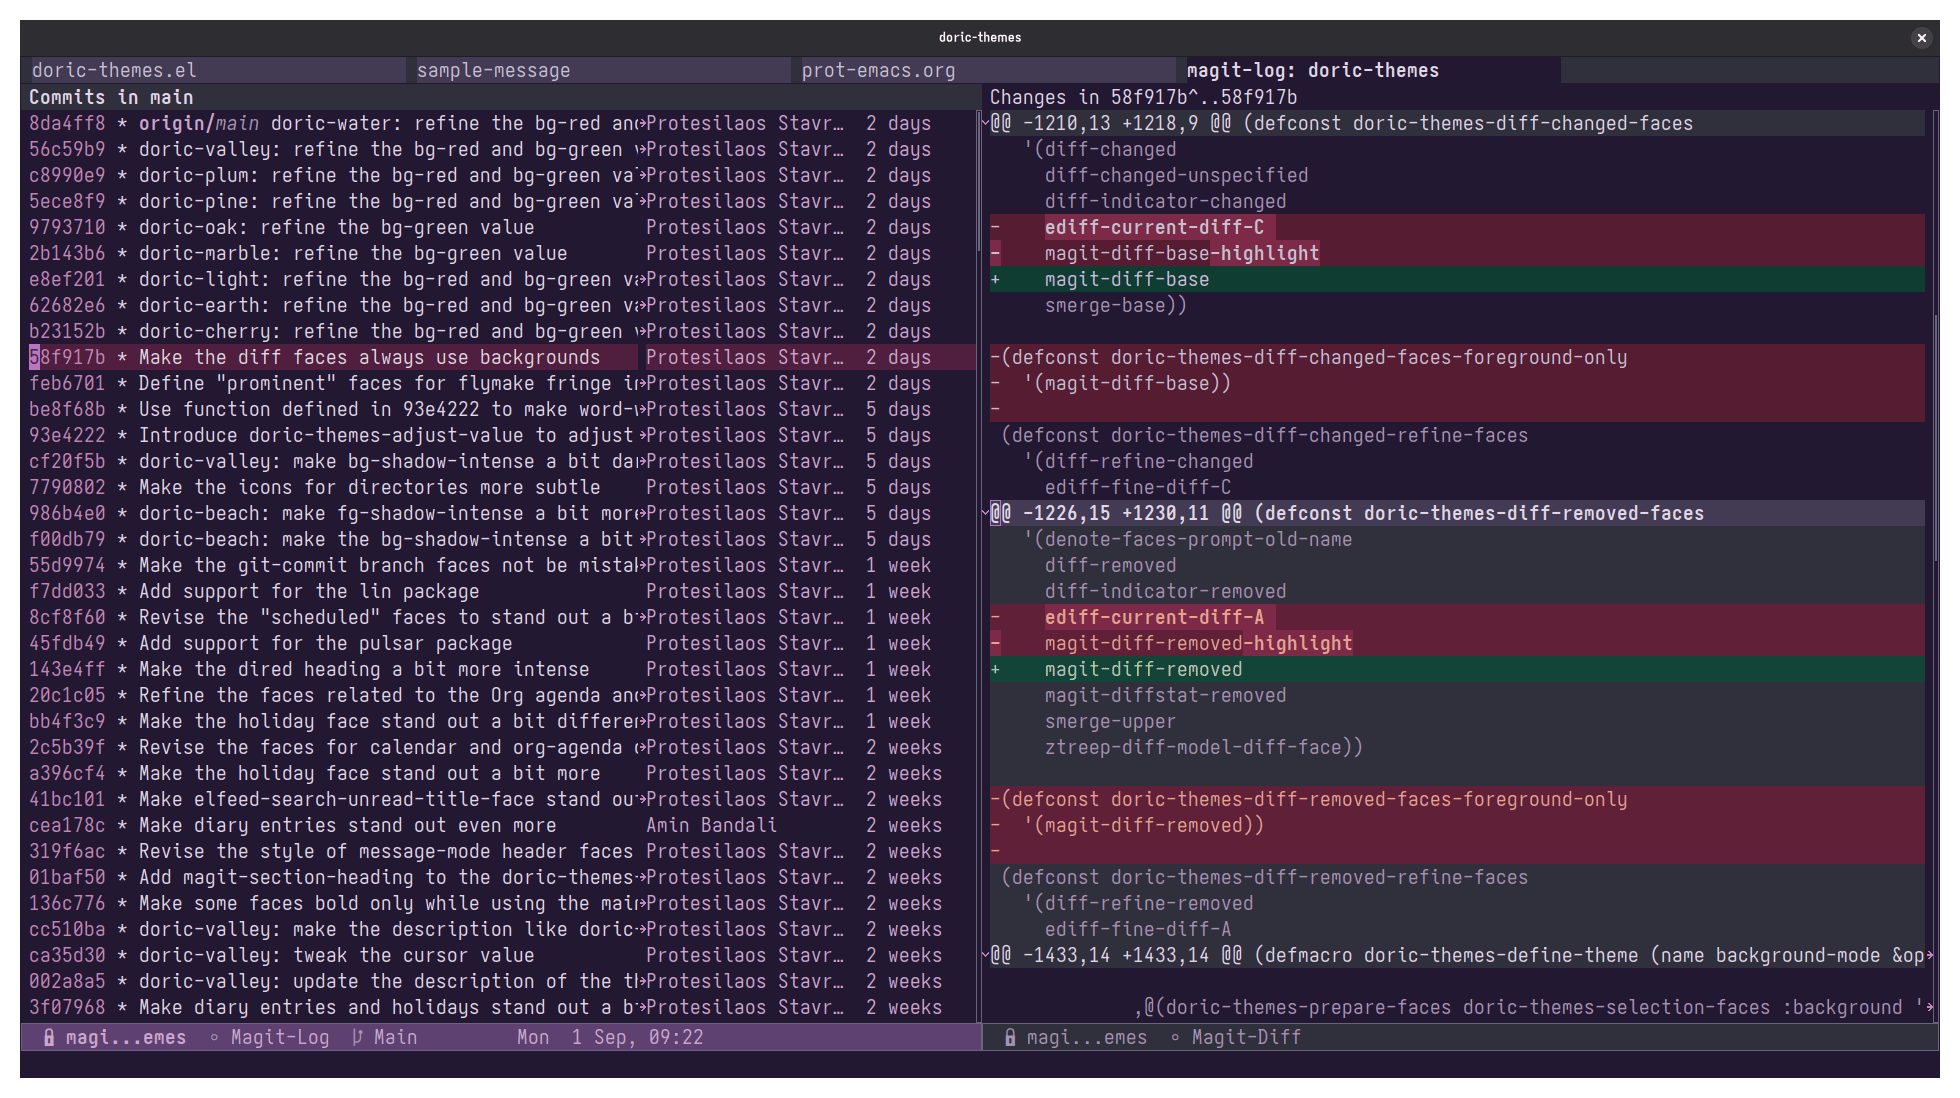 doric-themes
doric-themes.el sample-message prot-emacs.org magit-log: doric-themes
Commits in main
8da4ff8 * origin/main doric-water: refine the bg-red and Protesilaos Stavr… 2 days
56c59b9 * doric-valley: refine the bg-red and bg-green Protesilaos Stavr… 2 days
c8990e9 * doric-plum: refine the bg-red and bg-green va Protesilaos Stavr… 2 days
5ece8f9 * doric-pine: refine the bg-red and bg-green va Protesilaos Stavr… 2 days
9793710 * doric-oak: refine the bg-green value Protesilaos Stavr… 2 days
2b143b6 * doric-marble: refine the bg-green value Protesilaos Stavr… 2 days
e8ef201 * doric-light: refine the bg-red and bg-green va Protesilaos Stavr… 2 days
62682e6 * doric-earth: refine the bg-red and bg-green va Protesilaos Stavr… 2 days
b23152b * doric-cherry: refine the bg-red and bg-green Protesilaos Stavr… 2 days
58f917b * Make the diff faces always use backgrounds Protesilaos Stavr… 2 days
feb6701 * Define "prominent" faces for flymake fringe i Protesilaos Stavr… 2 days
be8f68b * Use function defined in 93e4222 to make word- Protesilaos Stavr… 5 days
93e4222 * Introduce doric-themes-adjust-value to adjust Protesilaos Stavr… 5 days
cf20f5b * doric-valley: make bg-shadow-intense a bit da Protesilaos Stavr… 5 days
7790802 * Make the icons for directories more subtle Protesilaos Stavr… 5 days
986b4e0 * doric-beach: make fg-shadow-intense a bit more Protesilaos Stavr… 5 days
f00db79 * doric-beach: make the bg-shadow-intense a bit Protesilaos Stavr… 5 days
55d9974 * Make the git-commit branch faces not be mista Protesilaos Stavr… 1 week
f7dd033 * Add support for the lin package Protesilaos Stavr… 1 week
8cf8f60 * Revise the "scheduled" faces to stand out a b Protesilaos Stavr… 1 week
45fdb49 * Add support for the pulsar package Protesilaos Stavr… 1 week
143e4ff * Make the dired heading a bit more intense Protesilaos Stavr… 1 week
20c1c05 * Refine the faces related to the Org agenda and Protesilaos Stavr… 1 week
bb4f3c9 * Make the holiday face stand out a bit differe Protesilaos Stavr… 1 week
2c5b39f * Revise the faces for calendar and org-agenda Protesilaos Stavr… 2 weeks
a396cf4 * Make the holiday face stand out a bit more Protesilaos Stavr… 2 weeks
41bc101 * Make elfeed-search-unread-title-face stand ou Protesilaos Stavr… 2 weeks
cea178c * Make diary entries stand out even more Amin Bandali 2 weeks
319f6ac * Revise the style of message-mode header faces Protesilaos Stavr… 2 weeks
01baf50 * Add magit-section-heading to the doric-themes- Protesilaos Stavr… 2 weeks
136c776 * Make some faces bold only while using the mai Protesilaos Stavr… 2 weeks
cc510ba * doric-valley: make the description like doric- Protesilaos Stavr… 2 weeks
ca35d30 * doric-valley: tweak the cursor value Protesilaos Stavr… 2 weeks
002a8a5 * doric-valley: update the description of the th Protesilaos Stavr… 2 weeks
3f07968 * Make diary entries and holidays stand out a b Protesilaos Stavr… 2 weeks
magi...emes ∘ Magit-Log Main Mon 1 Sep, 09:22
Changes in 58f917b^..58f917b
@@ -1210,13 +1218,9 @@ (defconst doric-themes-diff-changed-faces
'(diff-changed
diff-changed-unspecified
diff-indicator-changed
- ediff-current-diff-C
- magit-diff-base-highlight
+ magit-diff-base
smerge-base))
-(defconst doric-themes-diff-changed-faces-foreground-only
- '(magit-diff-base))
-
(defconst doric-themes-diff-changed-refine-faces
'(diff-refine-changed
ediff-fine-diff-C
@@ -1226,15 +1230,11 @@ (defconst doric-themes-diff-removed-faces
'(denote-faces-prompt-old-name
diff-removed
diff-indicator-removed
- ediff-current-diff-A
- magit-diff-removed-highlight
+ magit-diff-removed
magit-diffstat-removed
smerge-upper
ztreep-diff-model-diff-face))
-(defconst doric-themes-diff-removed-faces-foreground-only
- '(magit-diff-removed))
-
(defconst doric-themes-diff-removed-refine-faces
'(diff-refine-removed
ediff-fine-diff-A
@@ -1433,14 +1433,14 @@ (defmacro doric-themes-define-theme (name background-mode &op
,@(doric-themes-prepare-faces doric-themes-selection-faces :background '
magi...emes ∘ Magit-Diff